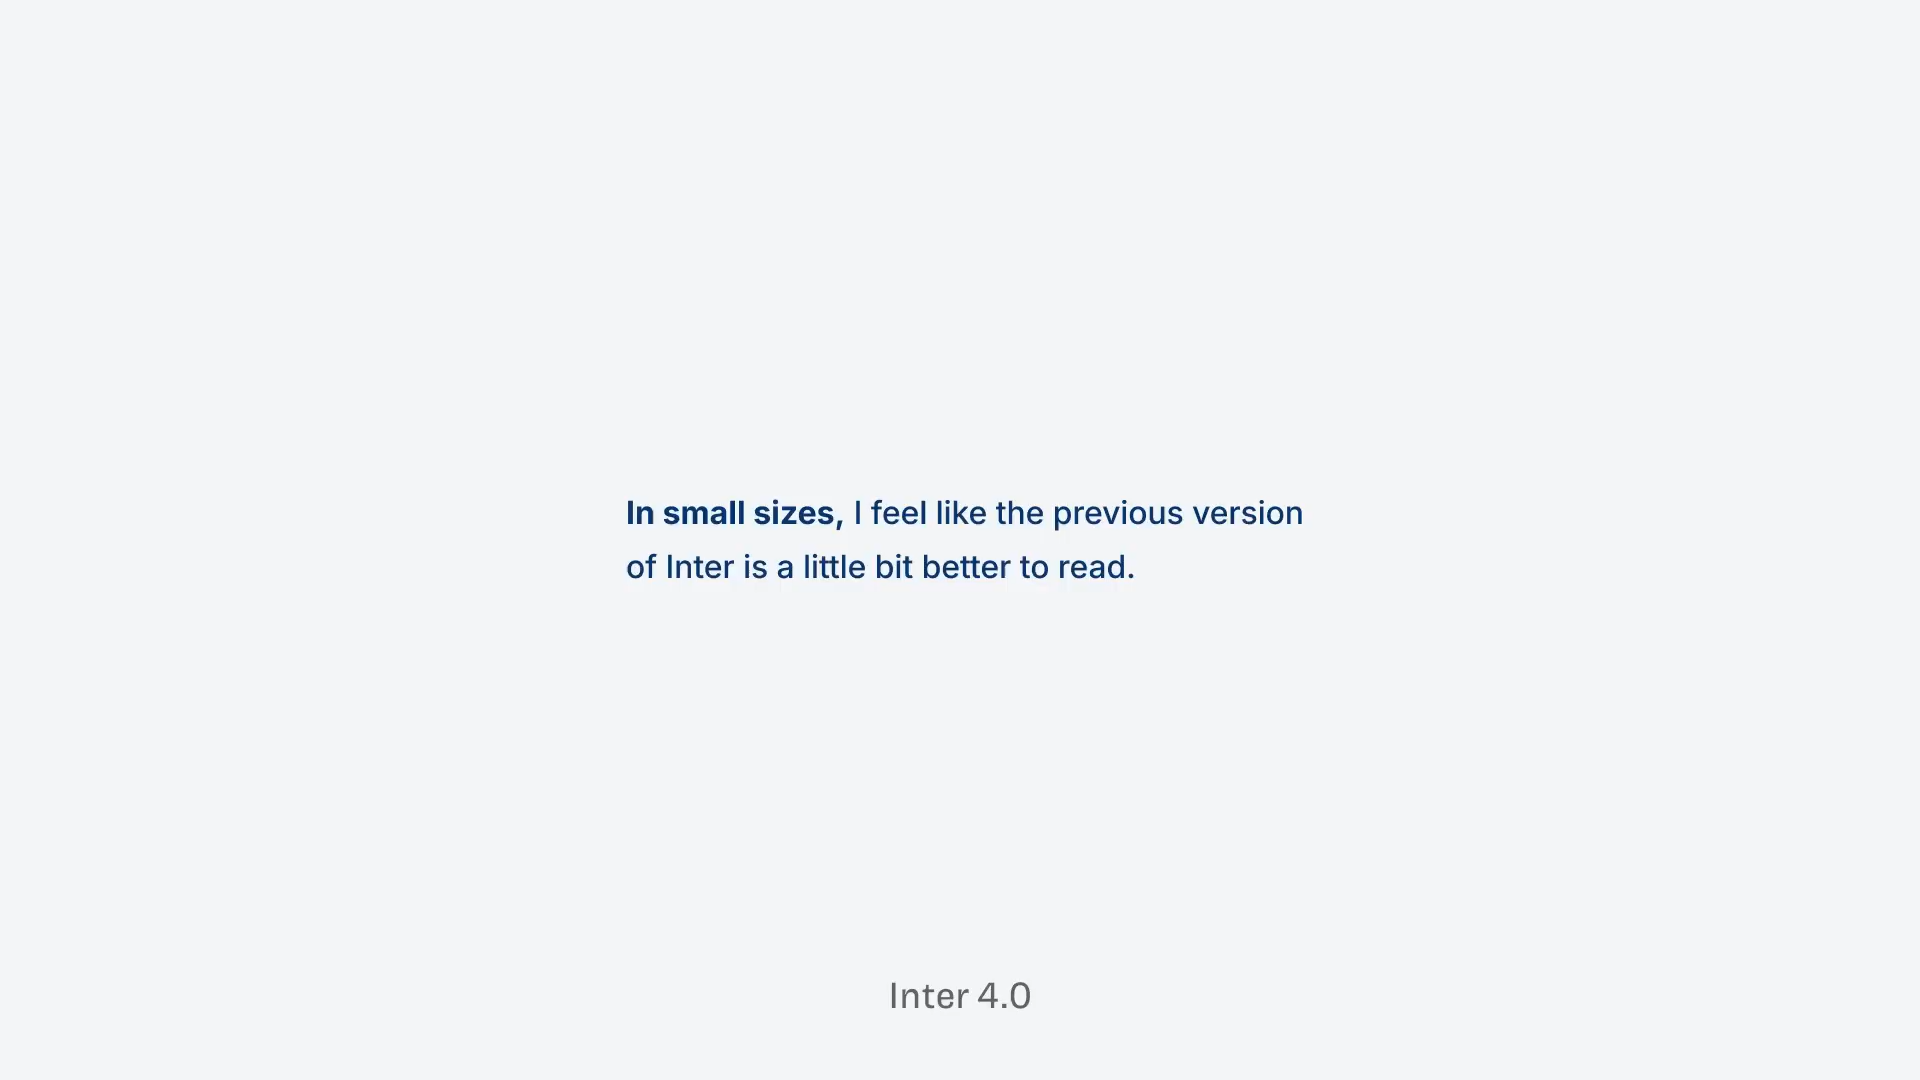 In small sizes, I feel like the previous version
of Inter is a little bit better to read.
Inter 4.0